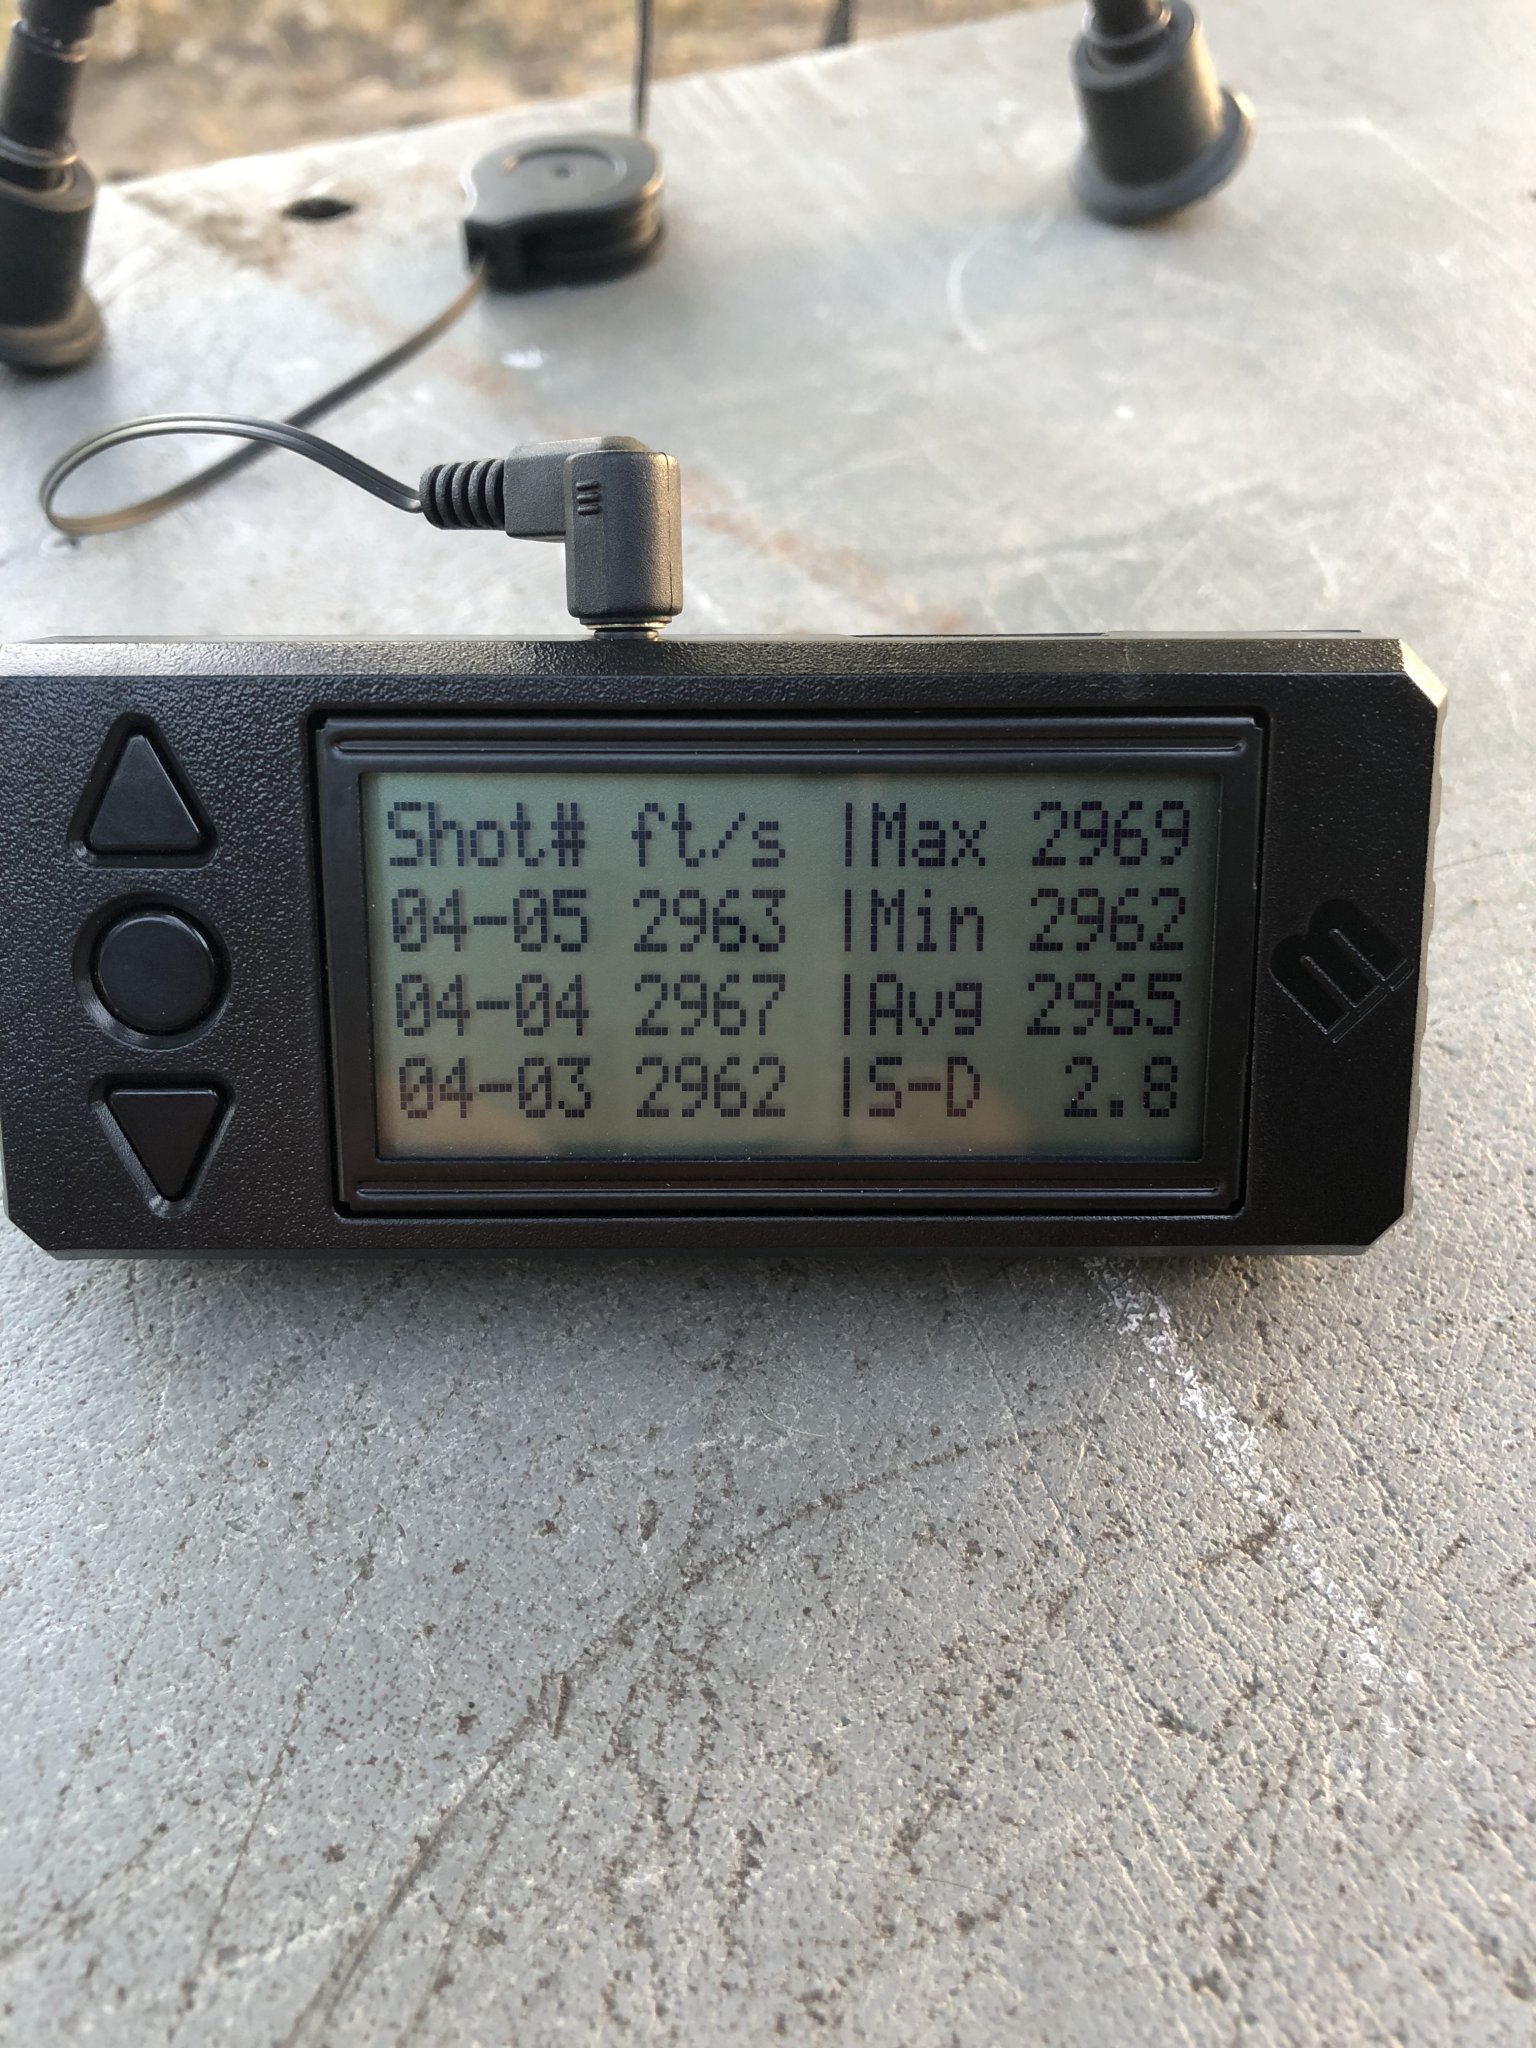 Shot# ft/s |Max 2969
04-05 2963 |Min 2962
04-04 2967 |Avg 2965
04-03 2962 |S-D 2.8